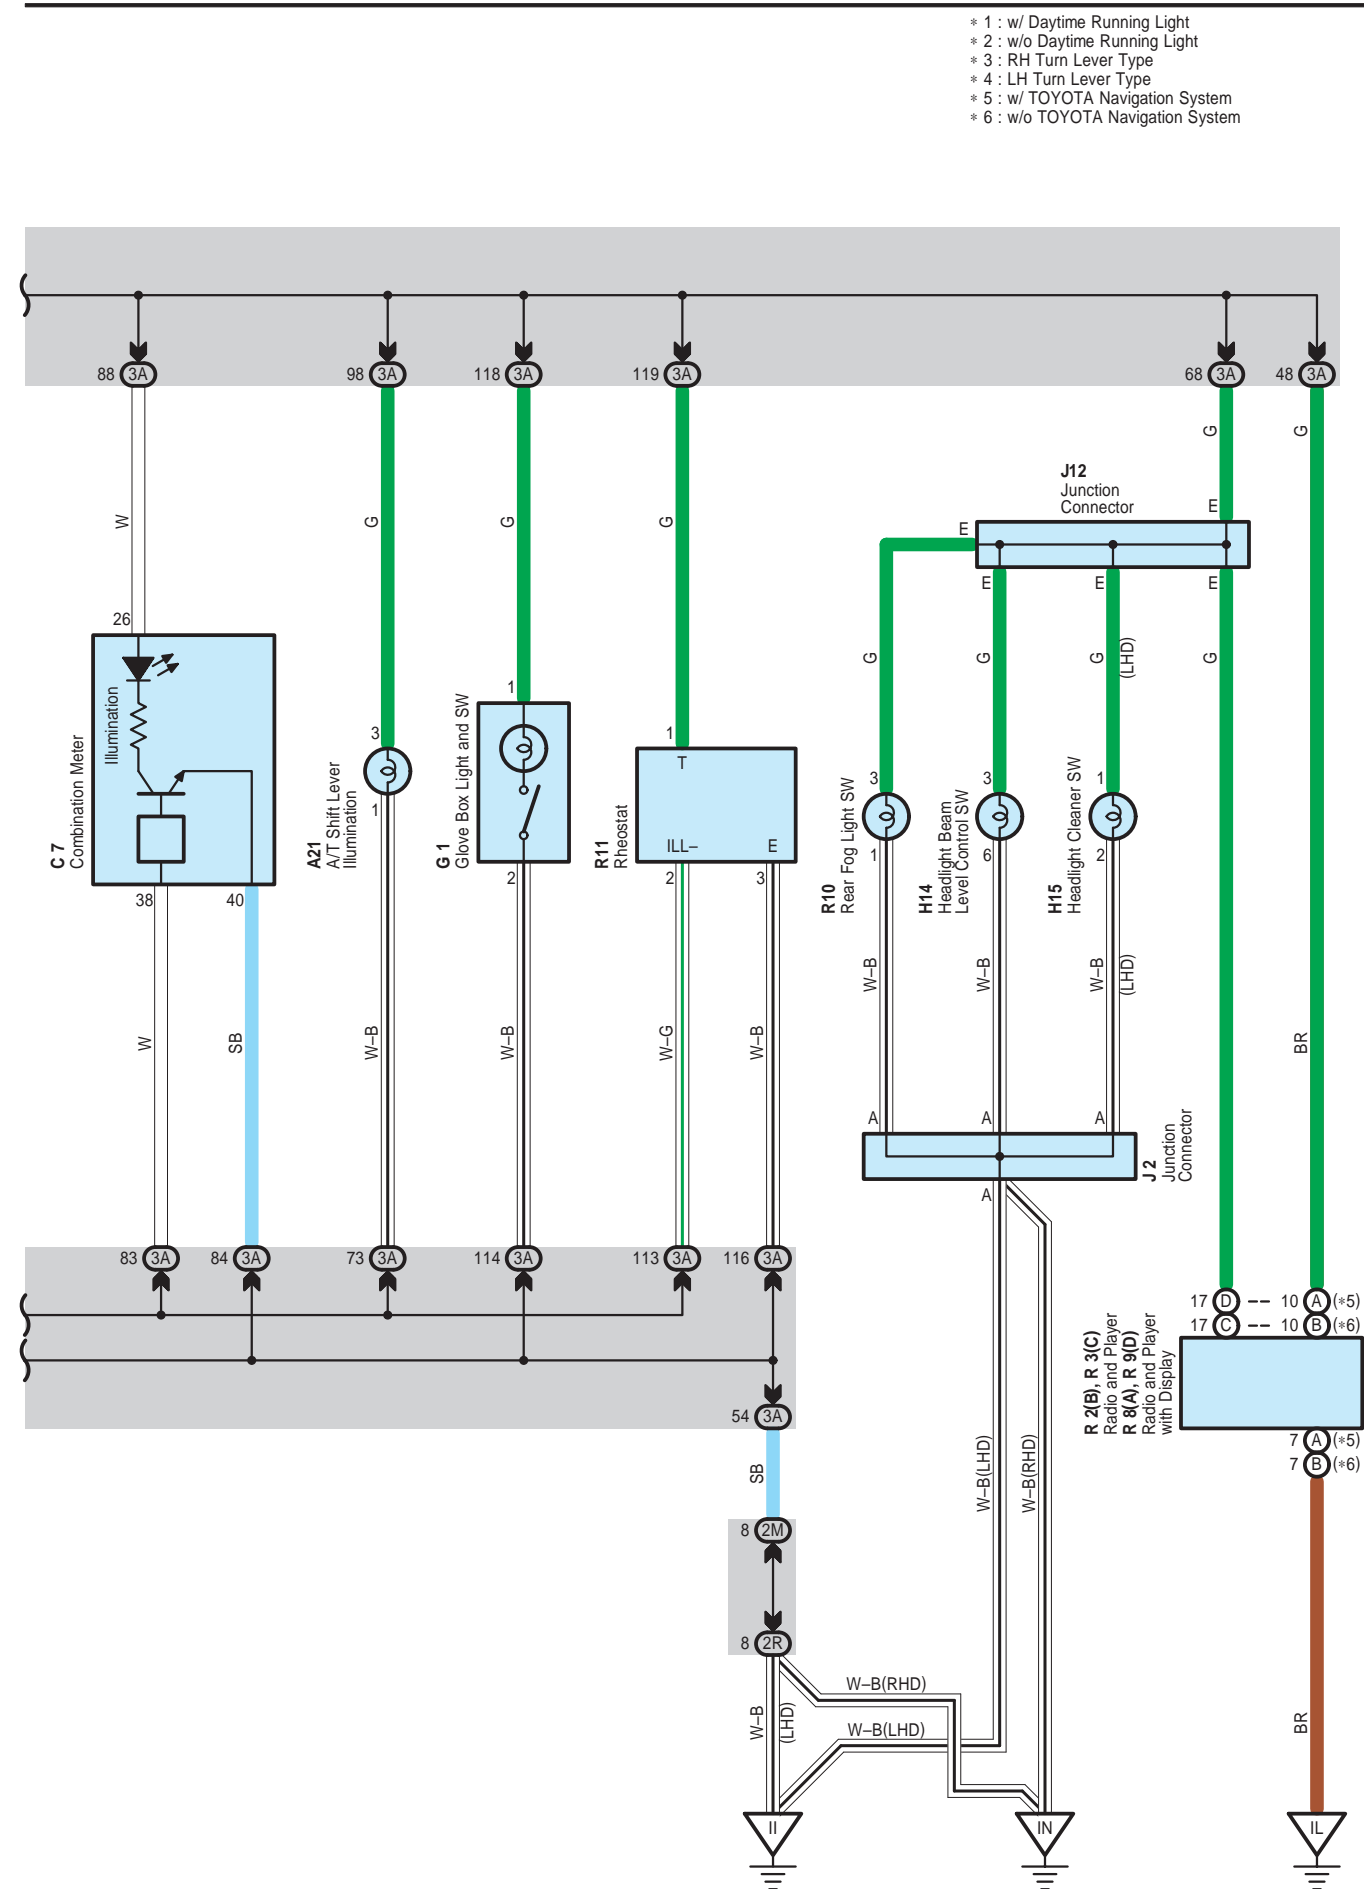 * 1 : w/ Daytime Running Light
* 2 : w/o Daytime Running Light
* 3 : RH Turn Lever Type
* 4 : LH Turn Lever Type
* 5 : w/ TOYOTA Navigation System
* 6 : w/o TOYOTA Navigation System
88 3A
98 3A
118 3A
119 3A
68 3A
48 3A
G
G
J12
Junction
Connector
W
G
G
G
E
E
E
E
E
26
Illumination
C 7
Combination Meter
38
40
3
A21
A/T Shift Lever
Illumination
1
1
G 1
Glove Box Light and SW
2
1
T
R11
Rheostat
ILL–
E
2
3
G
G
G
(LHD)
G
3
R10
Rear Fog Light SW
1
3
H14
Headlight Beam
Level Control SW
6
1
H15
Headlight Cleaner SW
2
W–B
W–B
W–B
(LHD)
W
SB
W–B
W–B
W–G
W–B
BR
A
A
A
J 2
Junction
Connector
A
83 3A
84 3A
73 3A
114 3A
113 3A
116 3A
17 D
10 A (*5)
17 C
10 B (*6)
R 2(B), R 3(C)
Radio and Player
R 8(A), R 9(D)
Radio and Player
with Display
7 A (*5)
7 B (*6)
54 3A
SB
W–B(LHD)
W–B(RHD)
8 2M
8 2R
W–B(RHD)
W–B
(LHD)
W–B(LHD)
BR
II
IN
IL